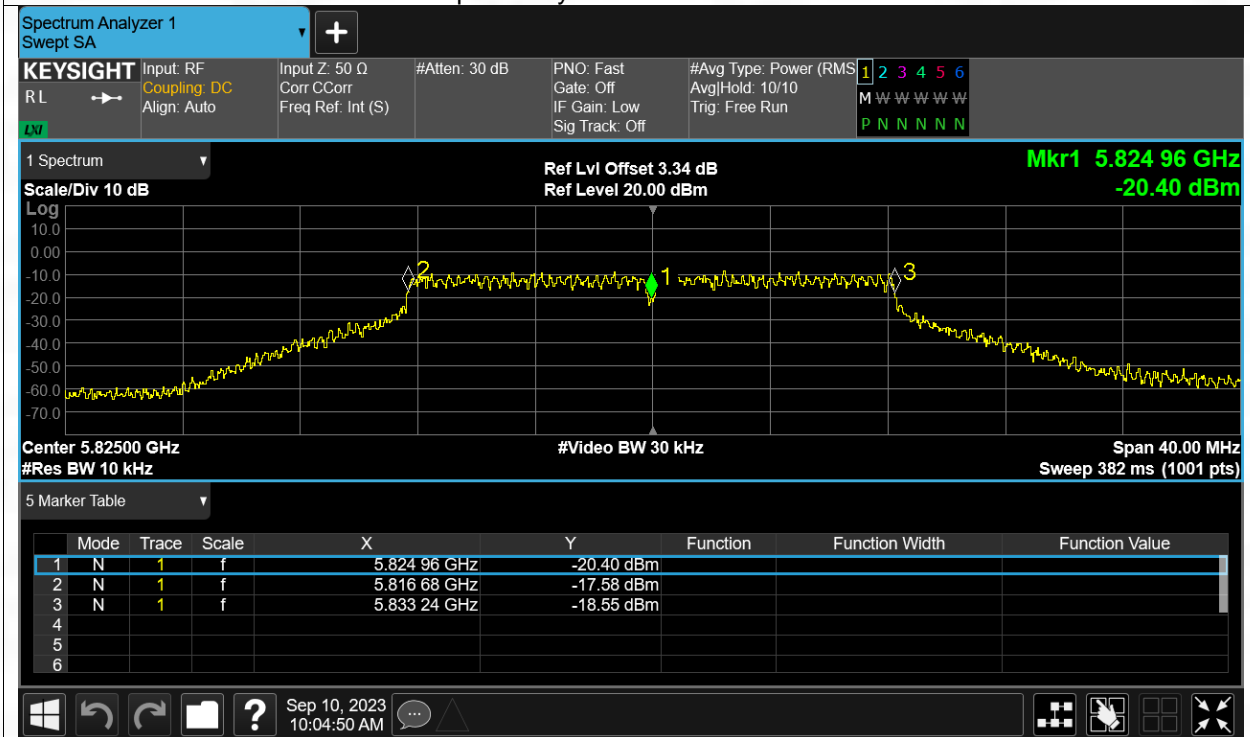 Spectrum Analyzer 1
Swept SA
+
KEYSIGHT Input: RF Input Z: 50 Ω #Atten: 30 dB PNO: Fast #Avg Type: Power (RMS 1 2 3 4 5 6
RL Coupling: DC Corr CCorr Gate: Off Avg|Hold: 10/10 M W W W W W
Align: Auto Freq Ref: Int (S) IF Gain: Low Trig: Free Run
LXI Sig Track: Off P N N N N N
1 Spectrum Ref Lvl Offset 3.34 dB Mkr1 5.824 96 GHz
Scale/Div 10 dB Ref Level 20.00 dBm -20.40 dBm
Log
10.0
0.00
-10.0 2 1 3
-20.0
-30.0
-40.0
-50.0
-60.0
-70.0
Center 5.82500 GHz #Video BW 30 kHz Span 40.00 MHz
#Res BW 10 kHz Sweep 382 ms (1001 pts)
5 Marker Table
Mode Trace Scale X Y Function Function Width Function Value
1 N 1 f 5.824 96 GHz -20.40 dBm
2 N 1 f 5.816 68 GHz -17.58 dBm
3 N 1 f 5.833 24 GHz -18.55 dBm
4
5
6
? Sep 10, 2023
10:04:50 AM